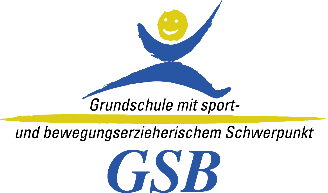 Grundschule mit sport-
und bewegungserzieherischem Schwerpunkt
GSB